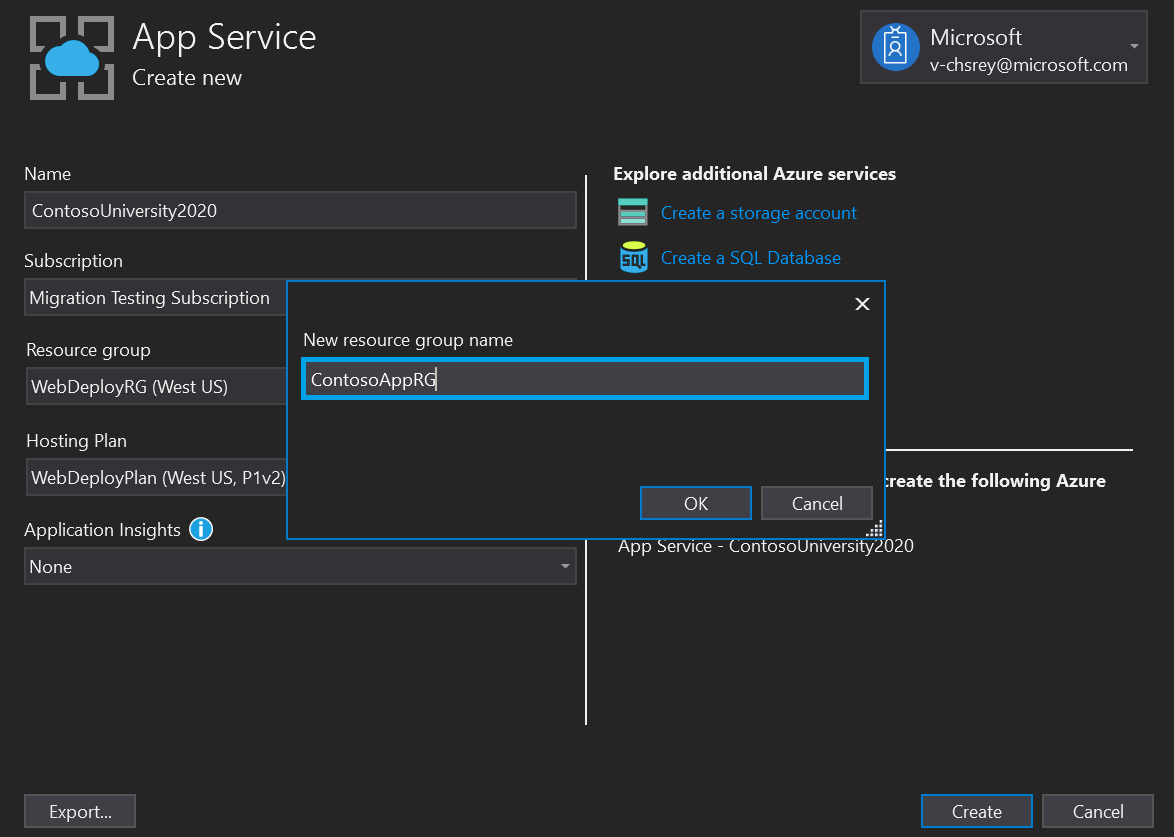 App Service
Create new
Microsoft
v-chsrey@microsoft.com
Name
ContosoUniversity2020
Subscription
Migration Testing Subscription
Resource group
WebDeployRG (West US)
Hosting Plan
WebDeployPlan (West US, P1v2)
Application Insights
None
Explore additional Azure services
Create a storage account
SQL
Create a SQL Database
New resource group name
ContosoAppRG
OK
Cancel
create the following Azure
App Service - ContosoUniversity2020
Export...
Create
Cancel